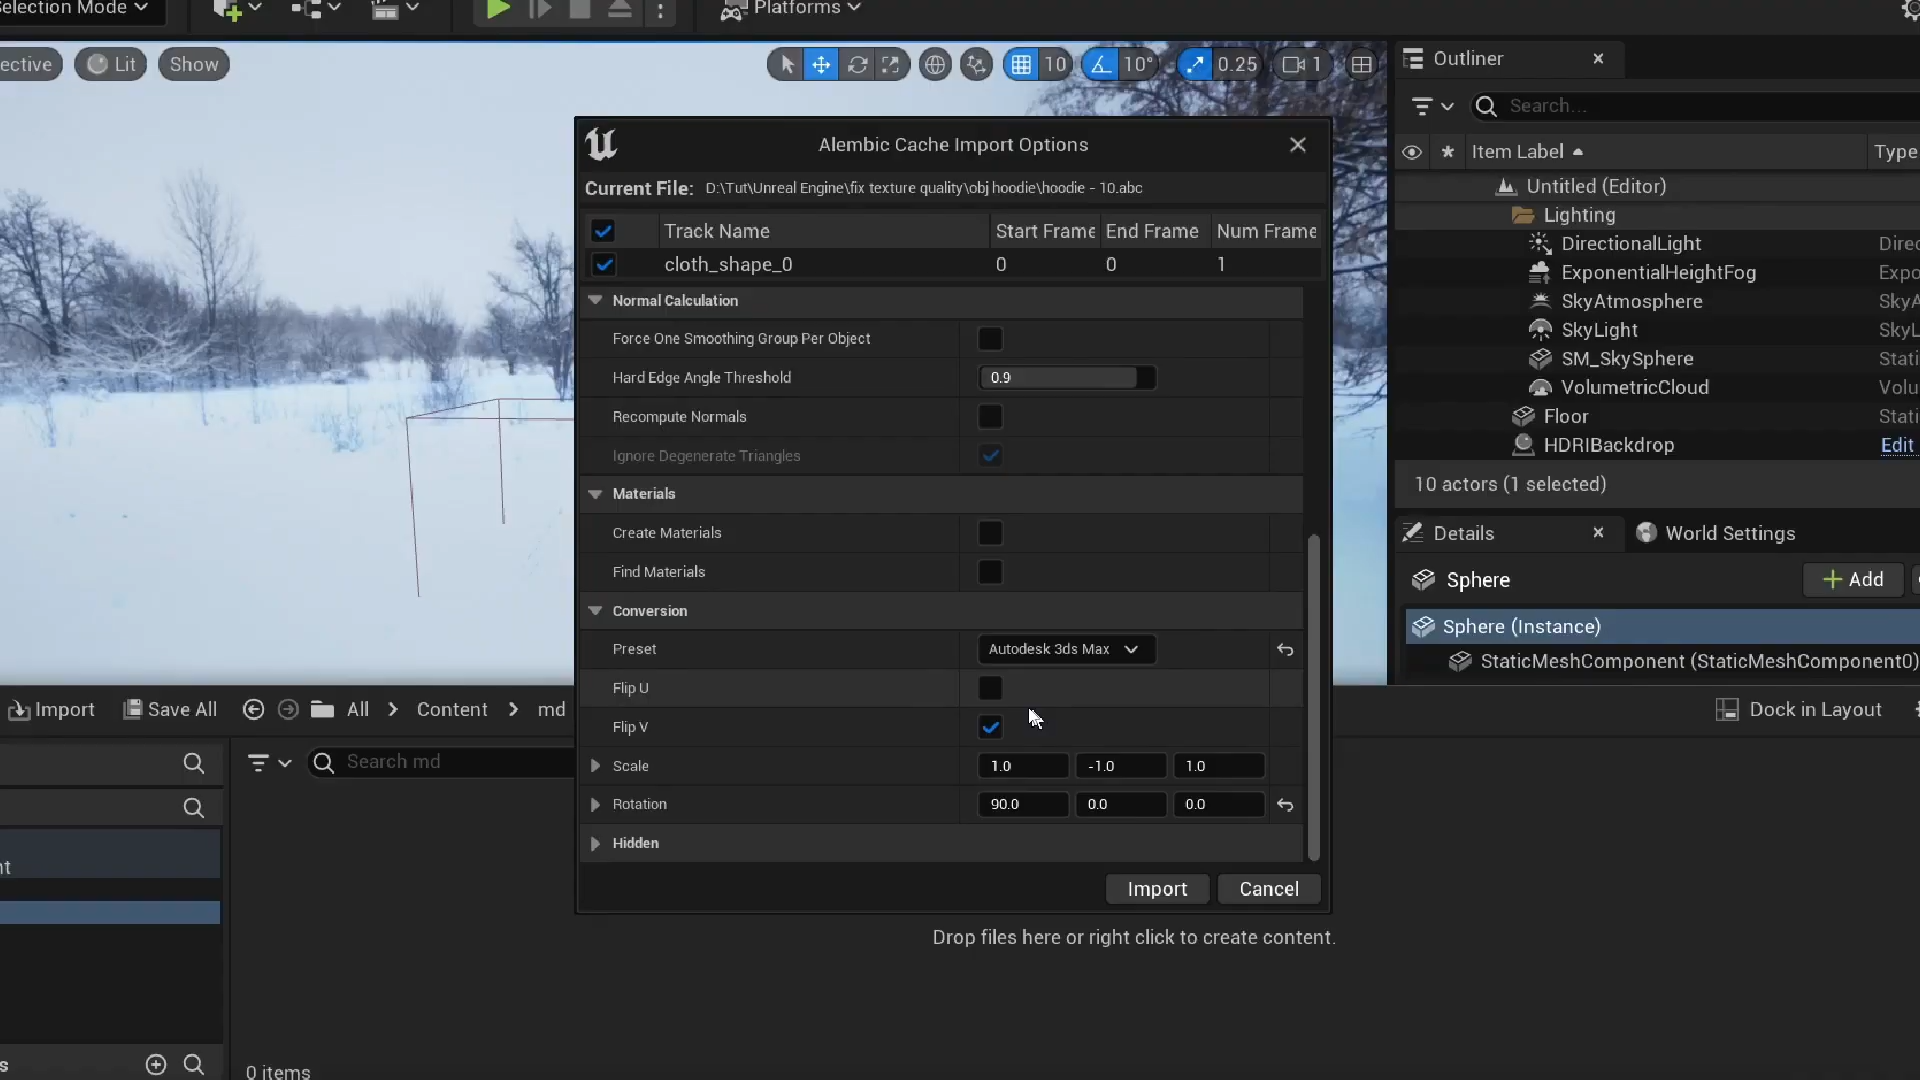 Selection Mode
Platforms
ective
Lit
Show
10
10°
0.25
1
Outliner
Search...
Item Label
Type
Untitled (Editor)
Lighting
DirectionalLight
Direc
ExponentialHeightFog
Expo
SkyAtmosphere
SkyA
SkyLight
SkyL
SM_SkySphere
Stati
VolumetricCloud
Volu
Floor
Stati
HDRIBackdrop
Edit
10 actors (1 selected)
Details
World Settings
Sphere
Add
Sphere (Instance)
StaticMeshComponent (StaticMeshComponent0)
Alembic Cache Import Options
Current File: D:\Tut\Unreal Engine\fix texture quality\obj hoodie\hoodie - 10.abc
Track Name Start Frame End Frame Num Frame
cloth_shape_0 0 0 1
Normal Calculation
Force One Smoothing Group Per Object
Hard Edge Angle Threshold 0.9
Recompute Normals
Ignore Degenerate Triangles
Materials
Create Materials
Find Materials
Conversion
Preset Autodesk 3ds Max
Flip U
Flip V
Scale 1.0 -1.0 1.0
Rotation 90.0 0.0 0.0
Hidden
Import Cancel
Import
Save All
All
Content
md
Dock in Layout
Search md
nt
Drop files here or right click to create content.
s
0 items